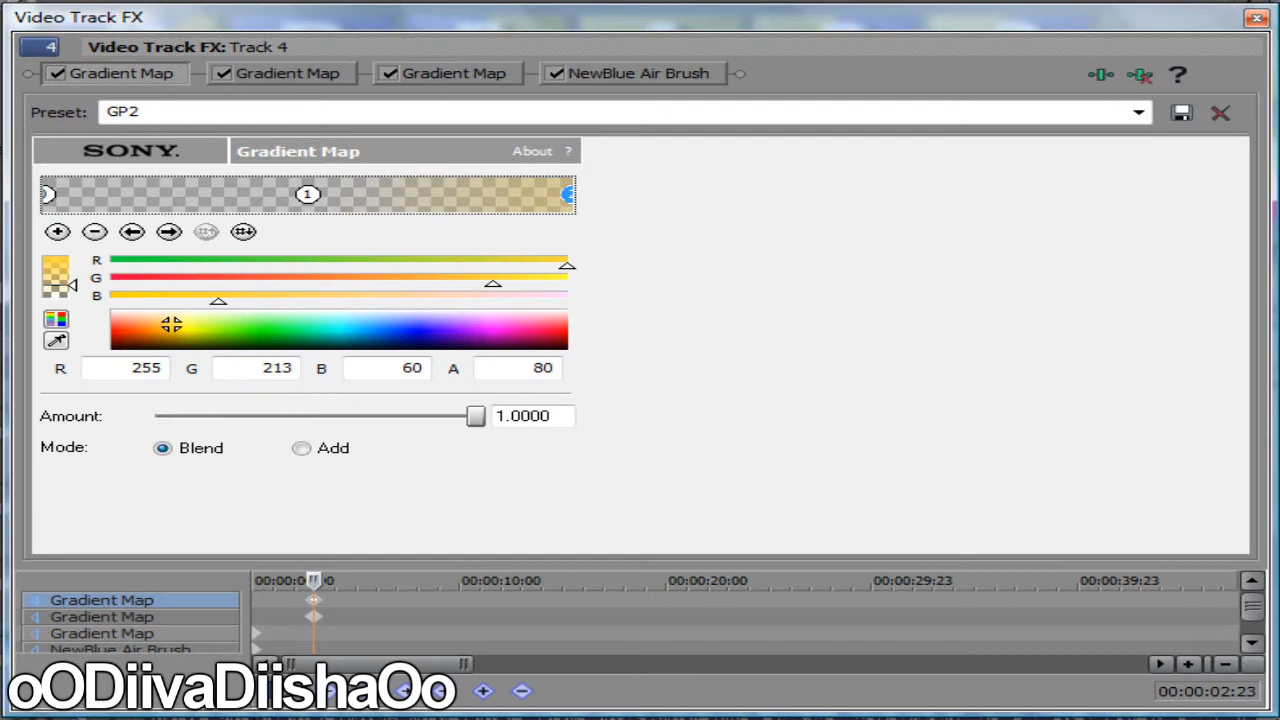 Video Track FX
4 Video Track FX: Track 4
Gradient Map Gradient Map Gradient Map NewBlue Air Brush ?
Preset: GP2
SONY. Gradient Map About ?
1
R
G
B
R 255 G 213 B 60 A 80
Amount: 1.0000
Mode: Blend Add
00:00:10:00 00:00:20:00 00:00:29:23 00:00:39:23
Gradient Map
Gradient Map
Gradient Map
NewBlue Air Brush
oODiivaDiishaOo
00:00:02:23